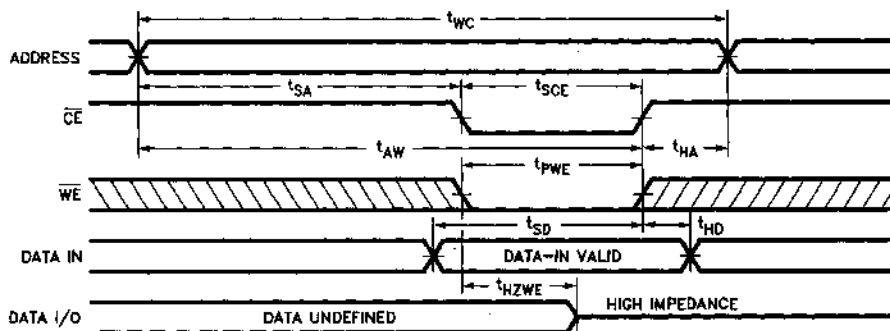 tWC
ADDRESS
tSA
tSCE
CE
tAW
tHA
tPWE
WE
tSD
tHD
DATA IN
DATA-IN VALID
tHZWE
DATA I/O
DATA UNDEFINED
HIGH IMPEDANCE